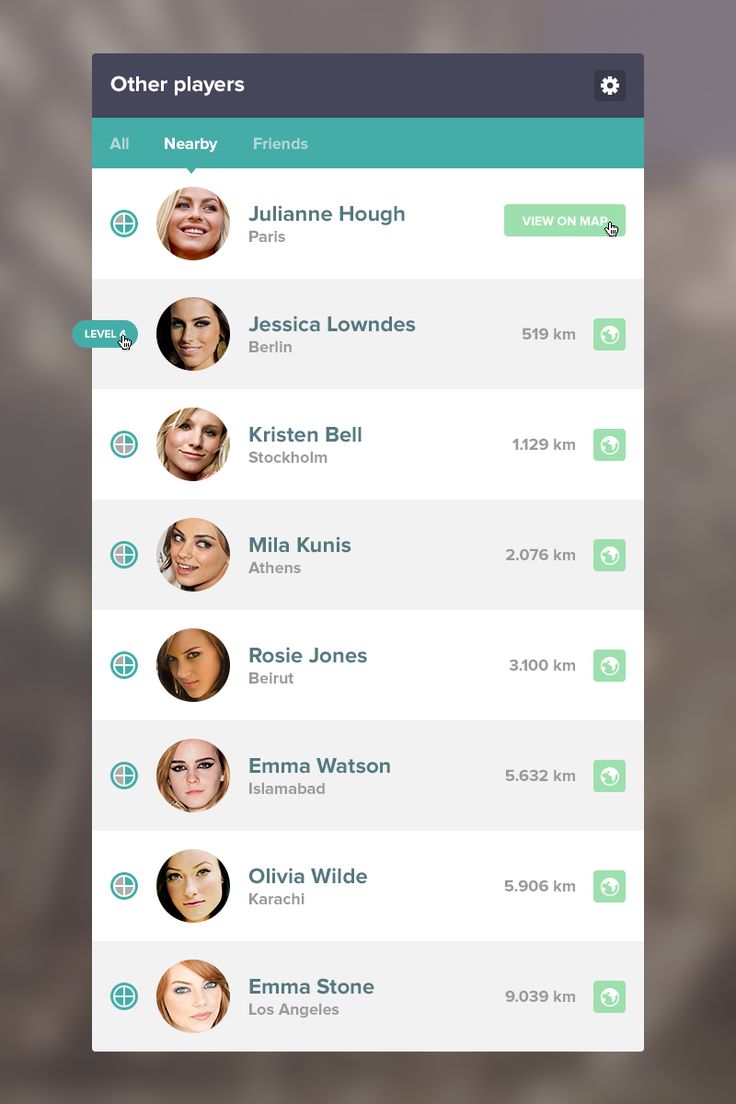 Other players
All Nearby Friends
Julianne Hough
Paris
VIEW ON MAP
LEVEL
Jessica Lowndes
Berlin
519 km
Kristen Bell
Stockholm
1.129 km
Mila Kunis
Athens
2.076 km
Rosie Jones
Beirut
3.100 km
Emma Watson
Islamabad
5.632 km
Olivia Wilde
Karachi
5.906 km
Emma Stone
Los Angeles
9.039 km